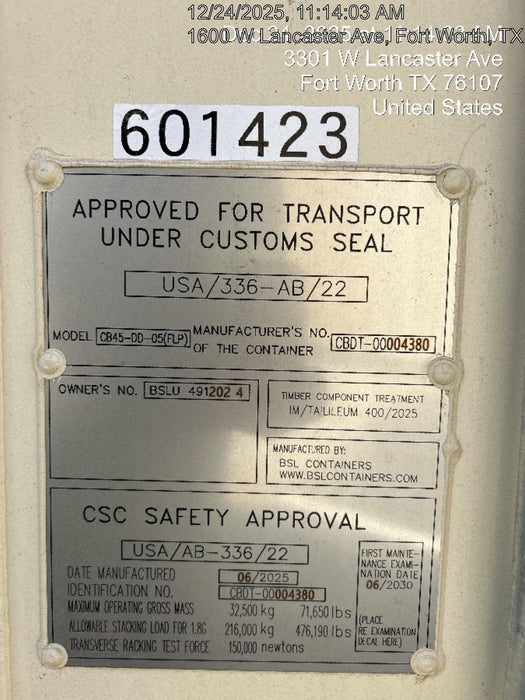 12/24/2025, 11:14:03 AM
1600 W Lancaster Ave, Fort Worth, TX
3301 W Lancaster Ave
Fort Worth TX 76107
United States
601423
APPROVED FOR TRANSPORT
UNDER CUSTOMS SEAL
USA/336-AB/22
MODEL CB45-DD-05(FLP) MANUFACTURER'S NO. OF THE CONTAINER CBDT-00004380
OWNER'S NO. BSLU 491202 4
TIMBER COMPONENT TREATMENT
IM/TAILILEUM 400/2025
MANUFACTURED BY:
BSL CONTAINERS
WWW.BSLCONTAINERS.COM
CSC SAFETY APPROVAL
USA/AB-336/22
DATE MANUFACTURED 06/2025
IDENTIFICATION NO. CBDT-00004380
MAXIMUM OPERATING GROSS MASS 32,500 kg 71,650 lbs
ALLOWABLE STACKING LOAD FOR 1.8G 216,000 kg 476,190 lbs
TRANSVERSE RACKING TEST FORCE 150,000 newtons
FIRST MAINTE-
NANCE EXAMI-
NATION DATE
06/2030
(PLACE
RE EXAMINATION
DECAL HERE)